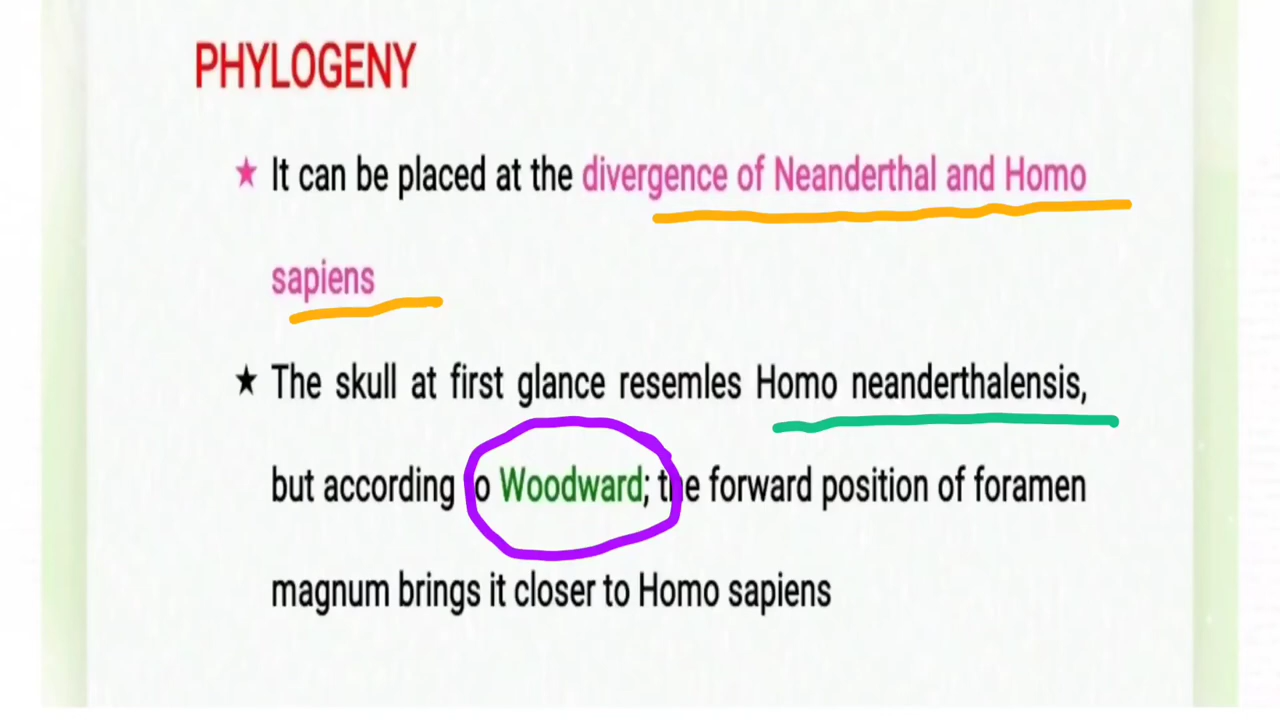 PHYLOGENY
★ It can be placed at the divergence of Neanderthal and Homo
sapiens
★ The skull at first glance resemles Homo neanderthalensis,
but according to Woodward; the forward position of foramen
magnum brings it closer to Homo sapiens